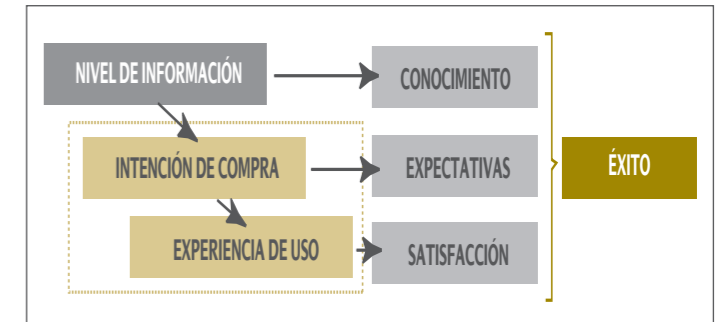 NIVEL DE INFORMACIÓN
CONOCIMIENTO
INTENCIÓN DE COMPRA
EXPECTATIVAS
ÉXITO
EXPERIENCIA DE USO
SATISFACCIÓN